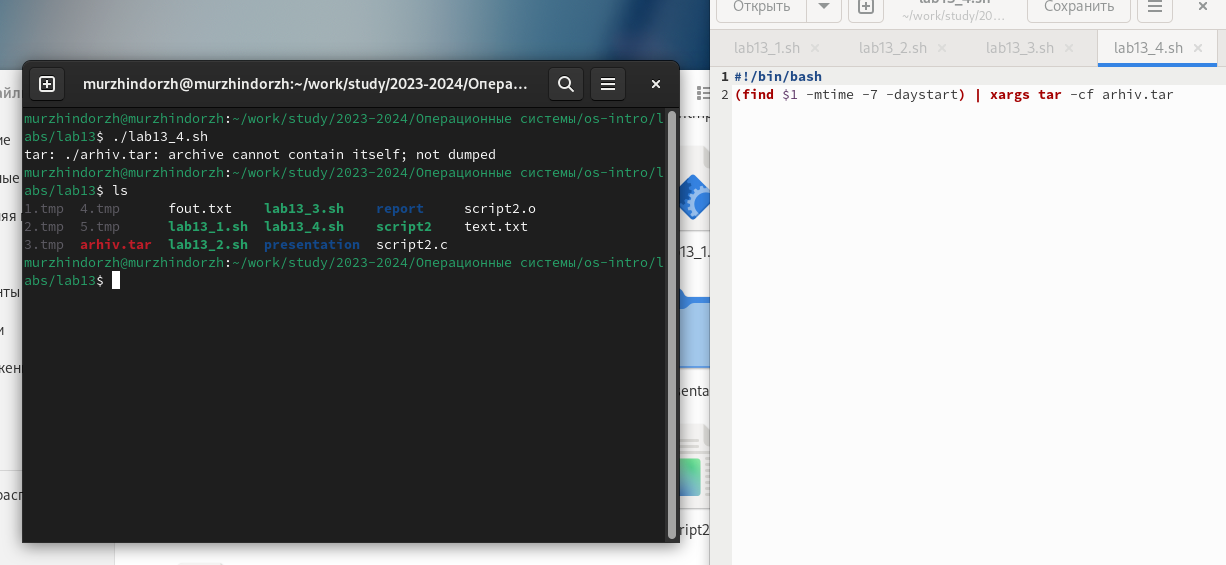 Открыть
lab13_4.sh
~/work/study/20...
Сохранить
lab13_1.sh
lab13_2.sh
lab13_3.sh
lab13_4.sh
1 #!/bin/bash
2 (find $1 -mtime -7 -daystart) | xargs tar -cf arhiv.tar
murzhindorzh@murzhindorzh:~/work/study/2023-2024/Опера...
murzhindorzh@murzhindorzh:~/work/study/2023-2024/Операционные системы/os-intro/l
abs/lab13$ ./lab13_4.sh
tar: ./arhiv.tar: archive cannot contain itself; not dumped
murzhindorzh@murzhindorzh:~/work/study/2023-2024/Операционные системы/os-intro/l
abs/lab13$ ls
1.tmp 4.tmp fout.txt lab13_3.sh report script2.o
2.tmp 5.tmp lab13_1.sh lab13_4.sh script2 text.txt
3.tmp arhiv.tar lab13_2.sh presentation script2.c
murzhindorzh@murzhindorzh:~/work/study/2023-2024/Операционные системы/os-intro/l
abs/lab13$